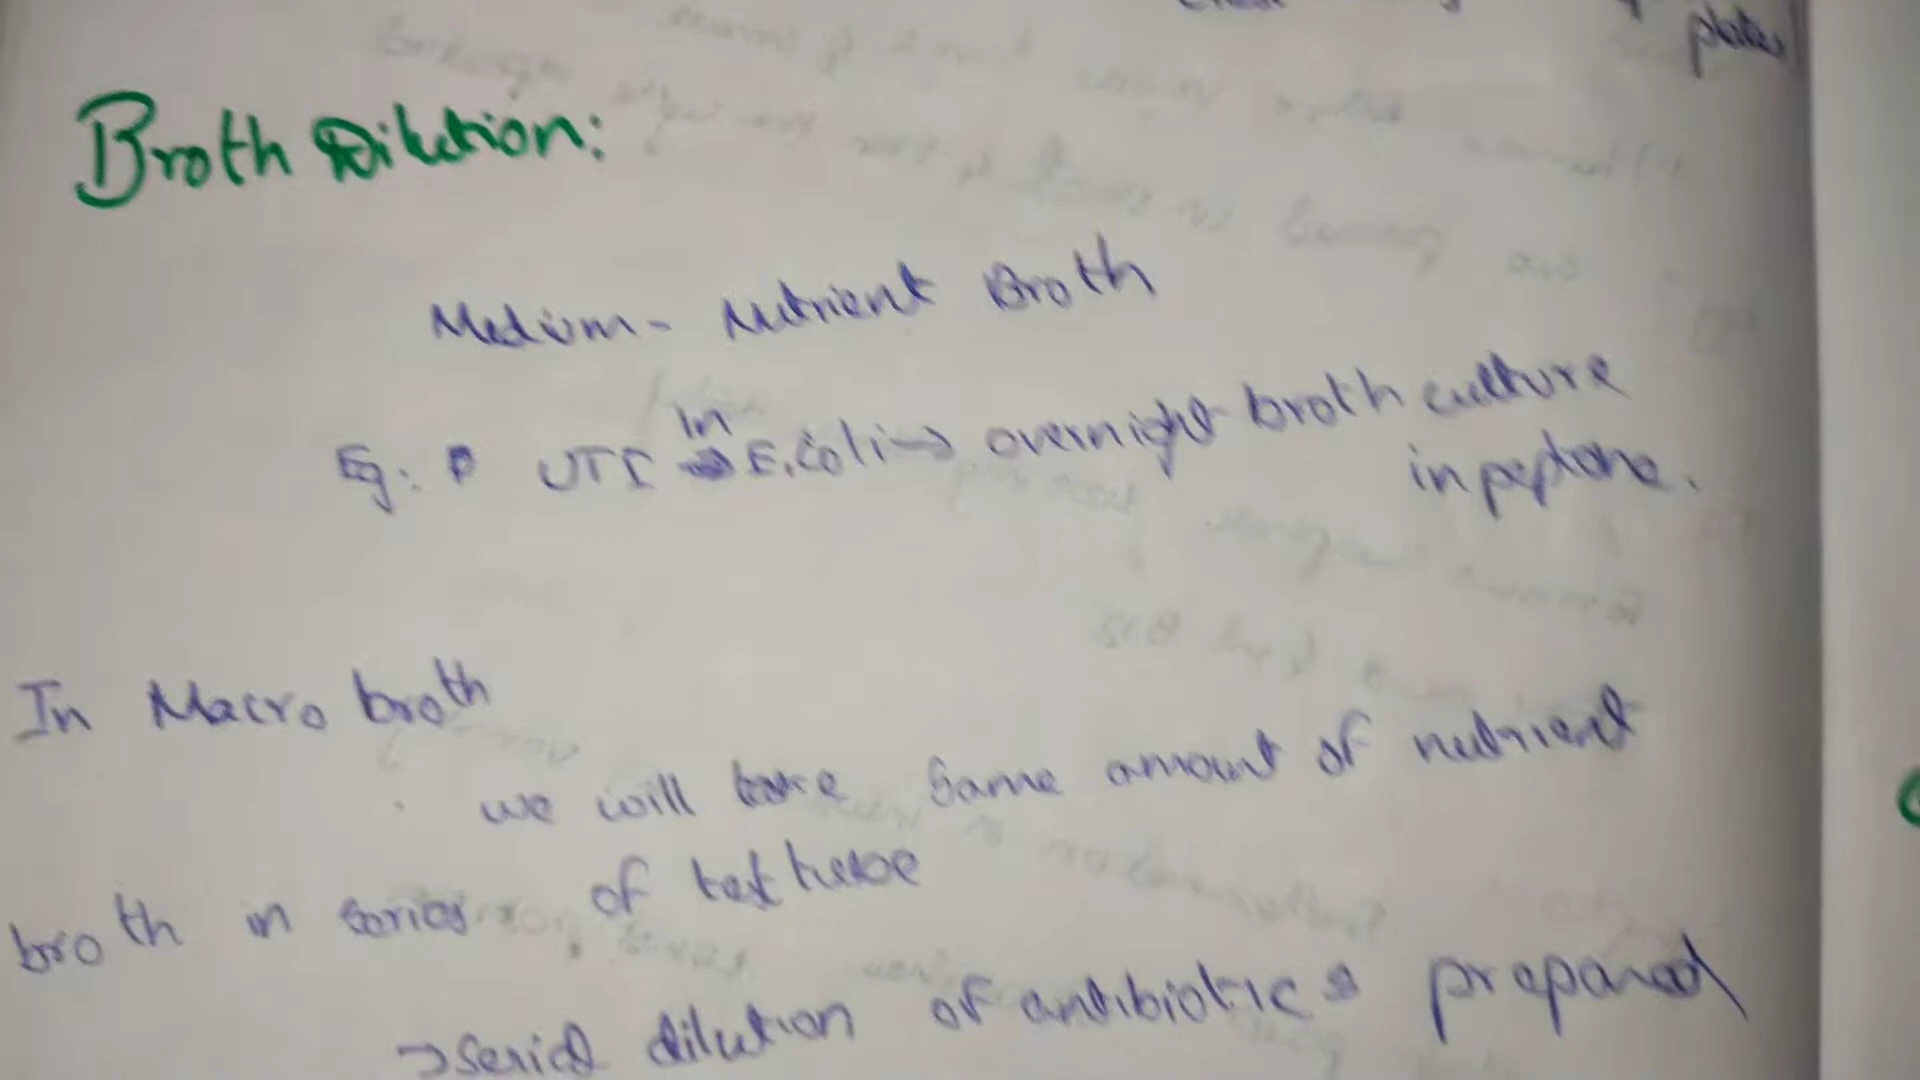 plates
Broth Dilution:
Medium - Nutrient Broth
Eg: UTI In E.coli → overnight broth culture
in peptone.
In Macro broth
we will take same amount of nutrient
broth in series of test tube
→ serial dilution of antibiotics prepared